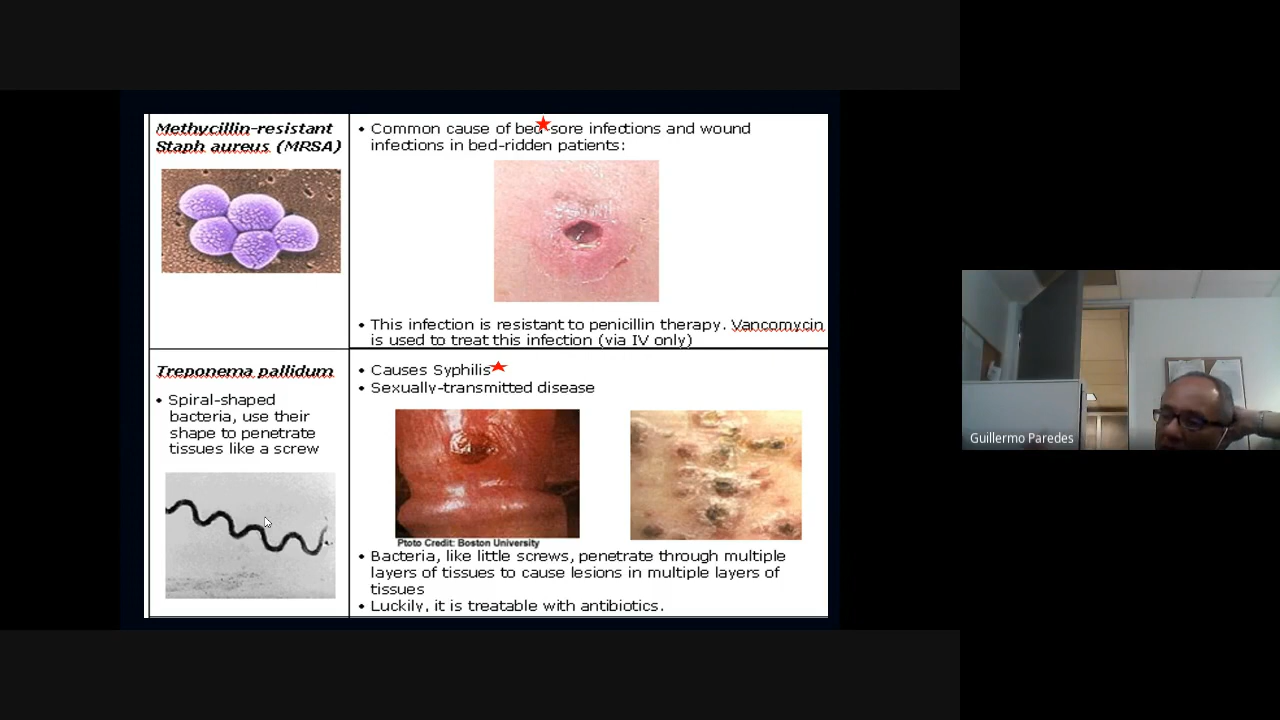 Methycillin-resistant
Staph aureus (MRSA)
• Common cause of bed-sore infections and wound
infections in bed-ridden patients:
• This infection is resistant to penicillin therapy. Vancomycin
is used to treat this infection (via IV only)
Treponema pallidum
• Spiral-shaped
bacteria, use their
shape to penetrate
tissues like a screw
• Causes Syphilis
• Sexually-transmitted disease
Ptoto Credit: Boston University
• Bacteria, like little screws, penetrate through multiple
layers of tissues to cause lesions in multiple layers of
tissues
• Luckily, it is treatable with antibiotics.
Guillermo Paredes